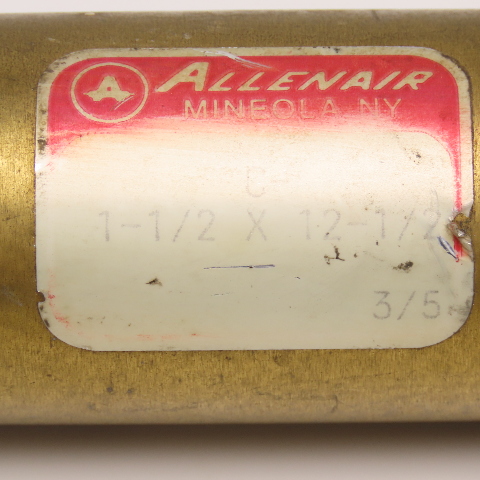 A ALLENAIR
MINEOLA NY
C
1-1/2 X 12-1/2
3/5